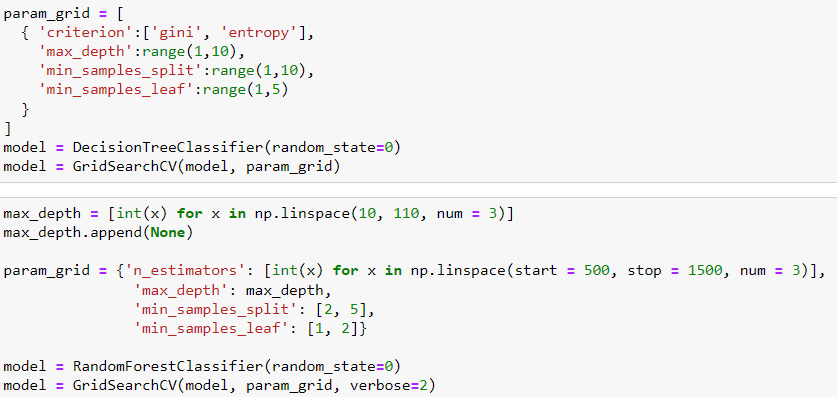 param_grid = [
  { 'criterion':['gini', 'entropy'],
    'max_depth':range(1,10),
    'min_samples_split':range(1,10),
    'min_samples_leaf':range(1,5)
  }
]
model = DecisionTreeClassifier(random_state=0)
model = GridSearchCV(model, param_grid)
max_depth = [int(x) for x in np.linspace(10, 110, num = 3)]
max_depth.append(None)
param_grid = {'n_estimators': [int(x) for x in np.linspace(start = 500, stop = 1500, num = 3)],
               'max_depth': max_depth,
               'min_samples_split': [2, 5],
               'min_samples_leaf': [1, 2]}
model = RandomForestClassifier(random_state=0)
model = GridSearchCV(model, param_grid, verbose=2)